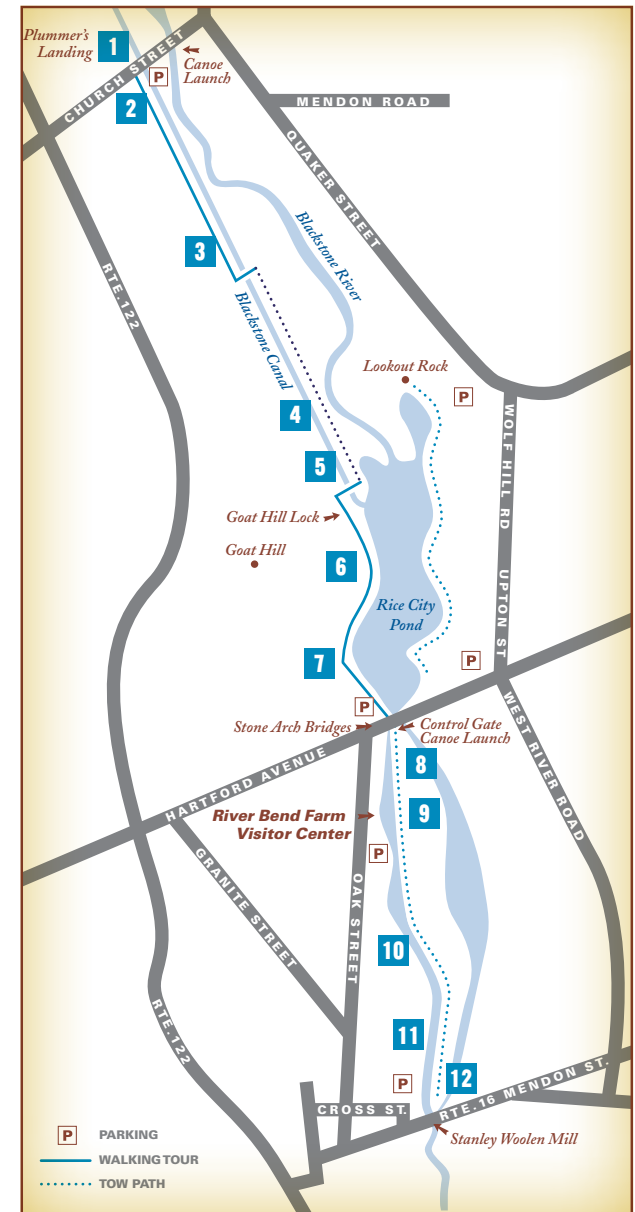 Plummer's
Landing
1
CHURCH STREET
P
Canoe
Launch
2
MENDON ROAD
QUAKER STREET
3
Blackstone River
RTE.122
Blackstone Canal
Lookout Rock
P
4
WOLF HILL RD
5
Goat Hill Lock
Goat Hill
6
UPTON ST
Rice City
Pond
7
P
P
Stone Arch Bridges
Control Gate
Canoe Launch
WEST RIVER ROAD
8
HARTFORD AVENUE
9
River Bend Farm
Visitor Center
P
GRANITE STREET
OAK STREET
10
RTE.122
11
12
P
CROSS ST.
RTE.16 MENDON ST.
Stanley Woolen Mill
P PARKING
WALKING TOUR
TOW PATH